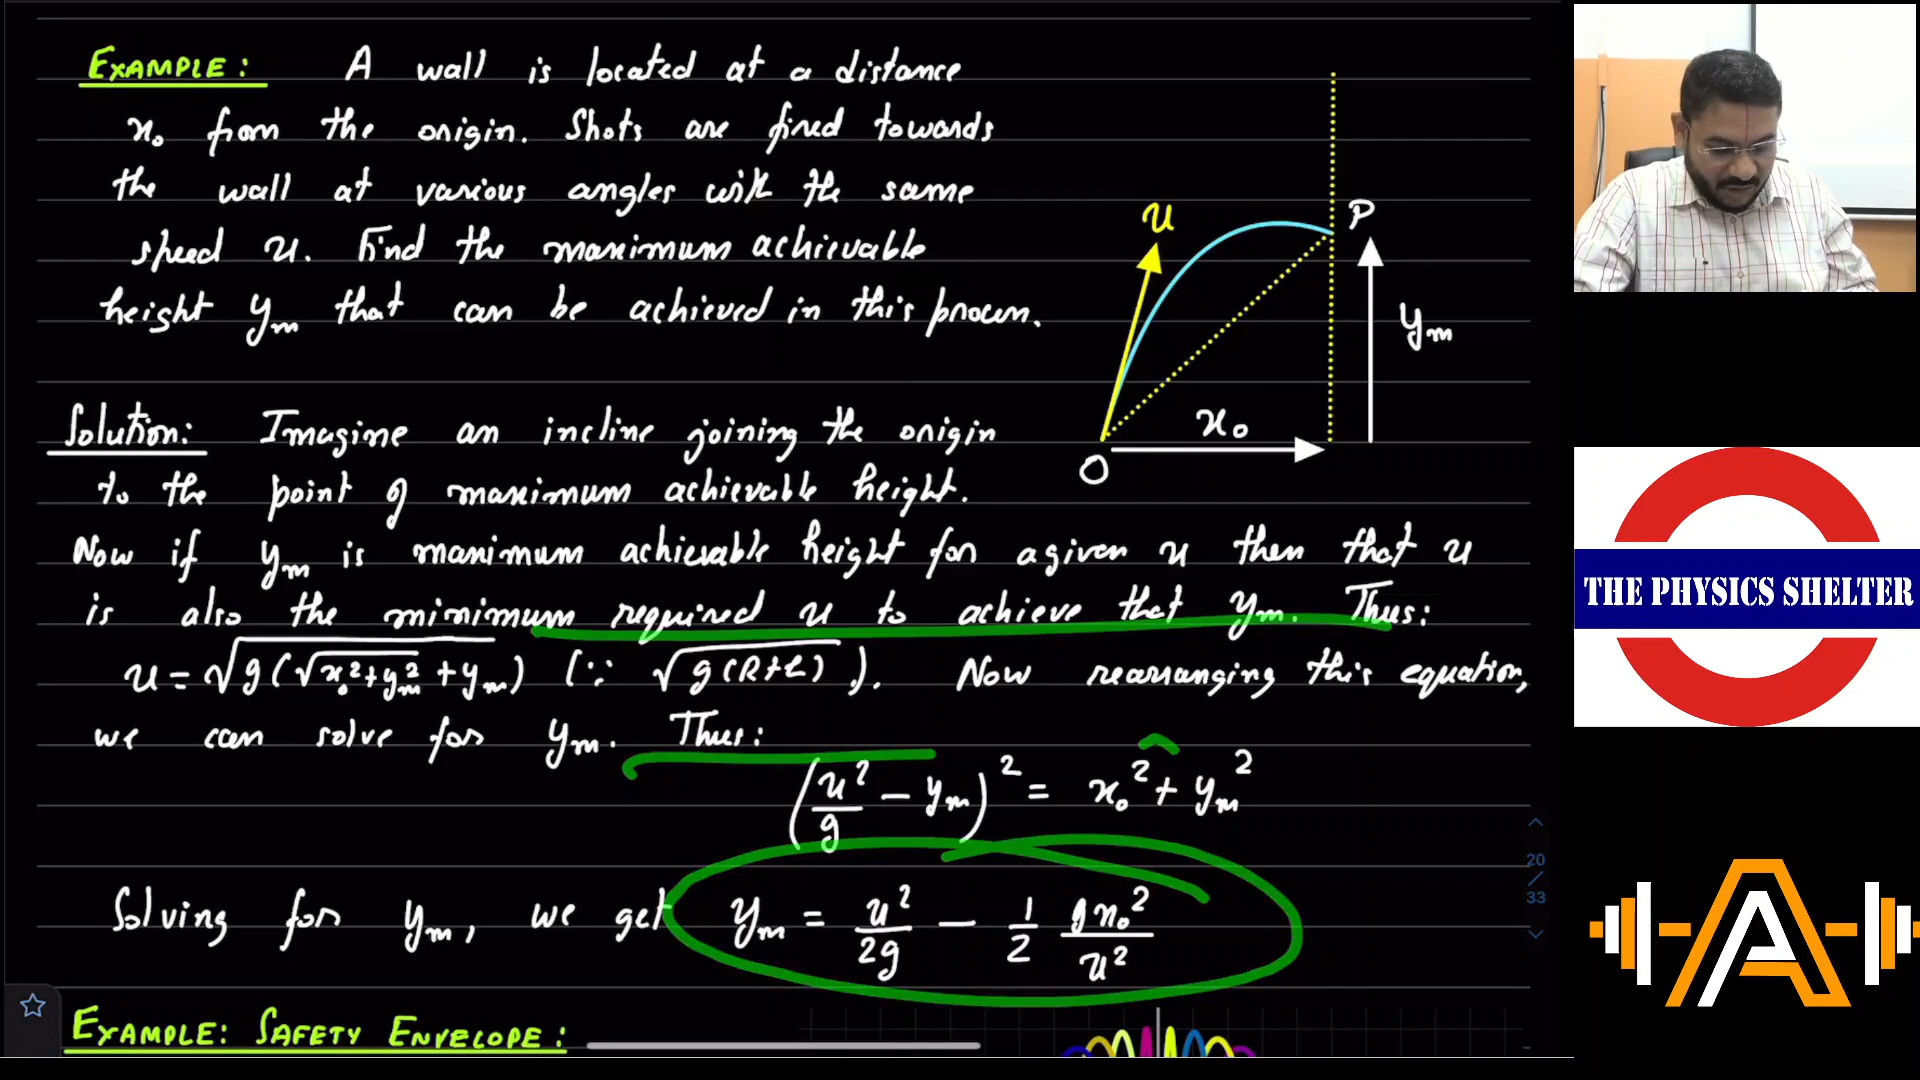 EXAMPLE: A wall is located at a distance
x₀ from the origin. Shots are fired towards
the wall at various angles with the same
speed u. Find the maximum achievable
height yₘ that can be achieved in this process.
u
P
yₘ
x₀
O
Solution: Imagine an incline joining the origin
to the point of maximum achievable height.
Now if yₘ is maximum achievable height for a given u then that u
is also the minimum required u to achieve that yₘ. Thus:
u = √(g(√(x₀² + yₘ²) + yₘ)) (∵ √(g(R+h))). Now rearranging this equation,
we can solve for yₘ. Thus:
(u²/g − yₘ)² = x₀² + yₘ²
Solving for yₘ, we get yₘ = u²/2g − 1/2 gx₀²/u²
EXAMPLE: SAFETY ENVELOPE:
20
/
33
THE PHYSICS SHELTER